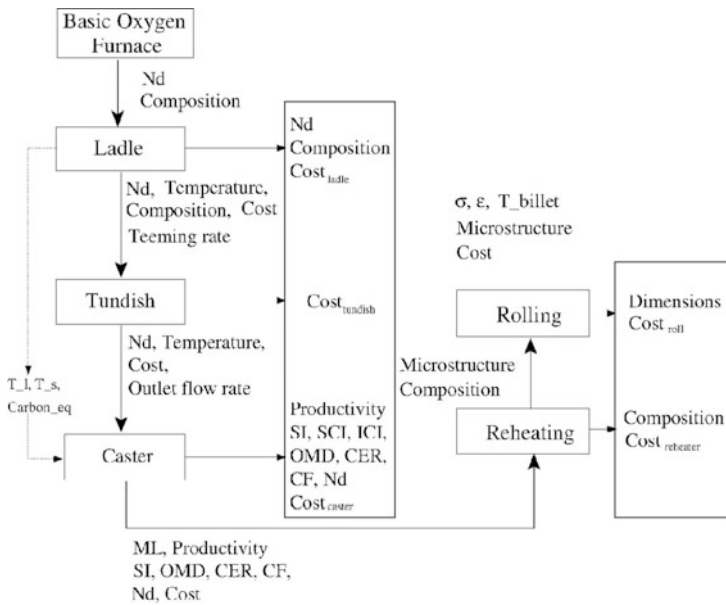 Basic Oxygen
Furnace
Nd
Composition
Ladle
Nd, Temperature,
Composition, Cost
Teeming rate
Tundish
Nd, Temperature,
Cost,
Outlet flow rate
T_l, T_s,
Carbon_eq
Caster
ML, Productivity
SI, OMD, CER, CF,
Nd, Cost
Nd
Composition
Cost ladle
Cost tundish
Productivity
SI, SCI, ICI,
OMD, CER,
CF, Nd
Cost caster
σ, ε, T_billet
Microstructure
Cost
Rolling
Microstructure
Composition
Reheating
Dimensions
Cost roll
Composition
Cost reheater